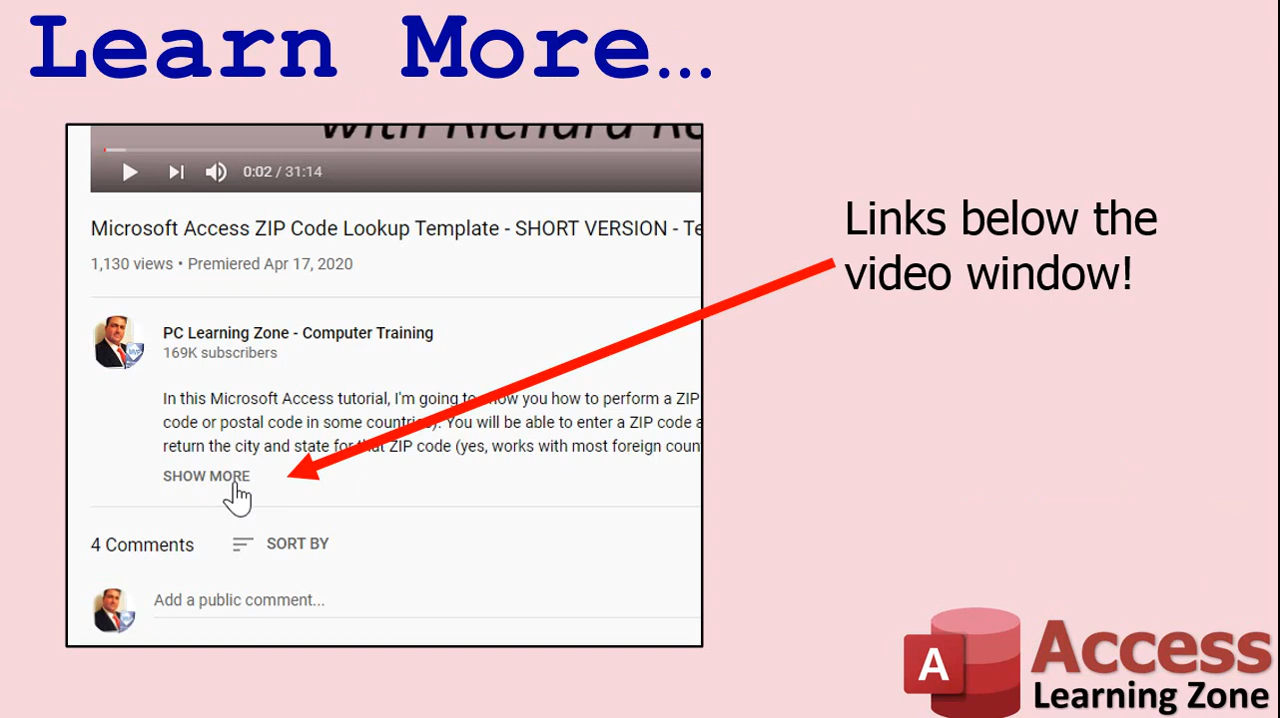 Learn More...
with Richard
0:02 / 31:14
Microsoft Access ZIP Code Lookup Template - SHORT VERSION - Te
1,130 views • Premiered Apr 17, 2020
PC Learning Zone - Computer Training
169K subscribers
In this Microsoft Access tutorial, I'm going to show you how to perform a ZIP
code or postal code in some countries). You will be able to enter a ZIP code a
return the city and state for that ZIP code (yes, works with most foreign coun
SHOW MORE
4 Comments
SORT BY
Add a public comment...
Links below the
video window!
A
Access
Learning Zone